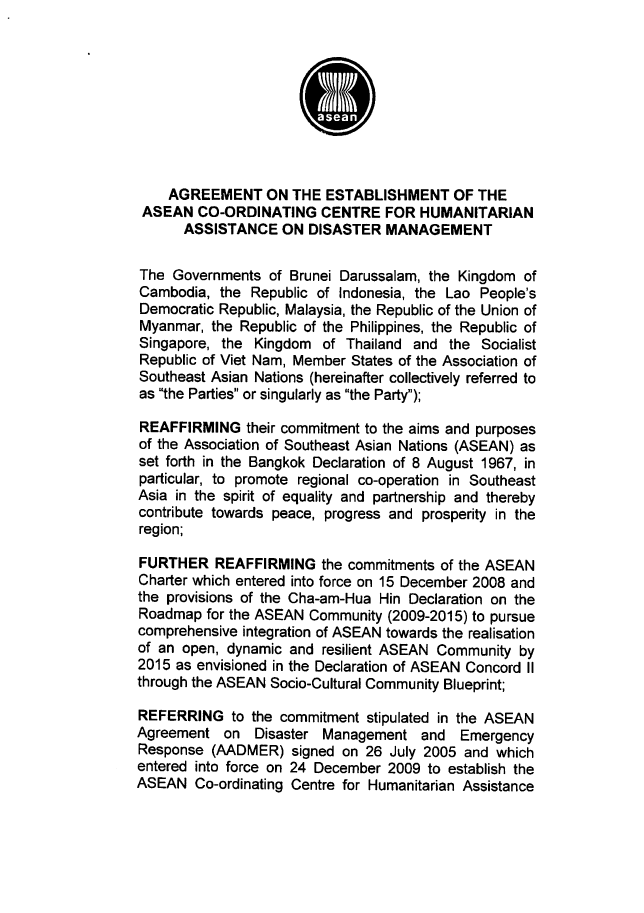 asean
AGREEMENT ON THE ESTABLISHMENT OF THE
ASEAN CO-ORDINATING CENTRE FOR HUMANITARIAN
ASSISTANCE ON DISASTER MANAGEMENT
The Governments of Brunei Darussalam, the Kingdom of
Cambodia, the Republic of Indonesia, the Lao People's
Democratic Republic, Malaysia, the Republic of the Union of
Myanmar, the Republic of the Philippines, the Republic of
Singapore, the Kingdom of Thailand and the Socialist
Republic of Viet Nam, Member States of the Association of
Southeast Asian Nations (hereinafter collectively referred to
as “the Parties” or singularly as “the Party”);
REAFFIRMING their commitment to the aims and purposes
of the Association of Southeast Asian Nations (ASEAN) as
set forth in the Bangkok Declaration of 8 August 1967, in
particular, to promote regional co-operation in Southeast
Asia in the spirit of equality and partnership and thereby
contribute towards peace, progress and prosperity in the
region;
FURTHER REAFFIRMING the commitments of the ASEAN
Charter which entered into force on 15 December 2008 and
the provisions of the Cha-am-Hua Hin Declaration on the
Roadmap for the ASEAN Community (2009-2015) to pursue
comprehensive integration of ASEAN towards the realisation
of an open, dynamic and resilient ASEAN Community by
2015 as envisioned in the Declaration of ASEAN Concord II
through the ASEAN Socio-Cultural Community Blueprint;
REFERRING to the commitment stipulated in the ASEAN
Agreement on Disaster Management and Emergency
Response (AADMER) signed on 26 July 2005 and which
entered into force on 24 December 2009 to establish the
ASEAN Co-ordinating Centre for Humanitarian Assistance